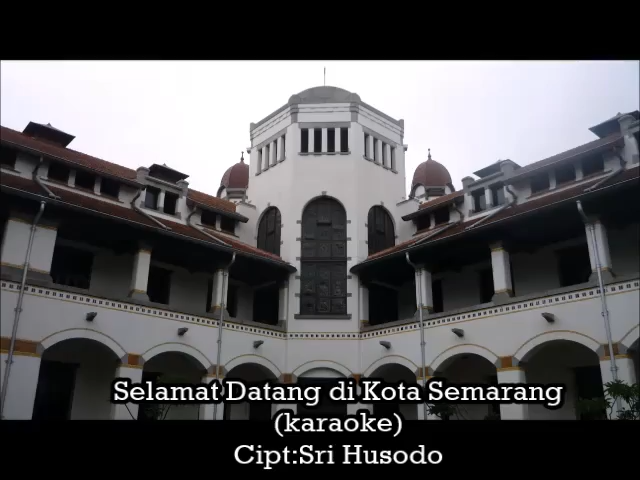 Selamat Datang di Kota Semarang
(karaoke)
Cipt:Sri Husodo